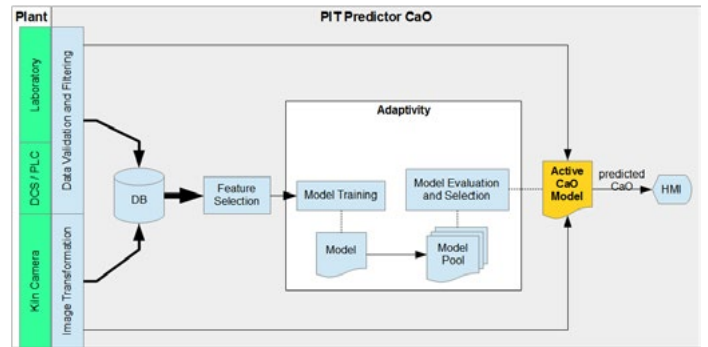 Plant
PIT Predictor CaO
Laboratory
DCS / PLC
Kiln Camera
Data Validation and Filtering
Image Transformation
DB
Feature
Selection
Adaptivity
Model Training
Model
Model Evaluation
and Selection
Model
Pool
Active
CaO
Model
predicted
CaO
HMI